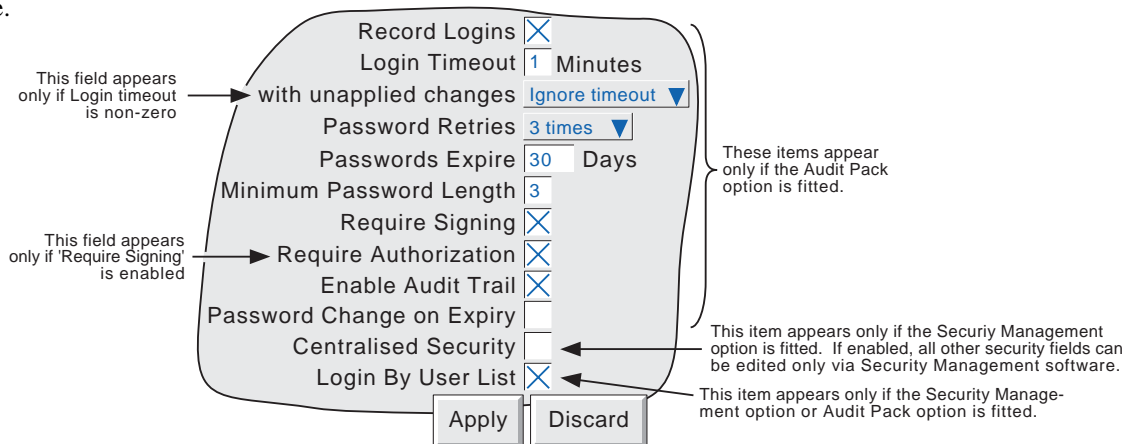 e.
Record Logins
Login Timeout 1 Minutes
This field appears
only if Login timeout
is non-zero
with unapplied changes Ignore timeout
Password Retries 3 times
Passwords Expire 30 Days
These items appear
only if the Audit Pack
option is fitted.
Minimum Password Length 3
Require Signing
This field appears
only if 'Require Signing'
is enabled
Require Authorization
Enable Audit Trail
Password Change on Expiry
Centralised Security
This item appears only if the Securiy Management
option is fitted. If enabled, all other security fields can
be edited only via Security Management software.
Login By User List
This item appears only if the Security Manage-
ment option or Audit Pack option is fitted.
Apply Discard